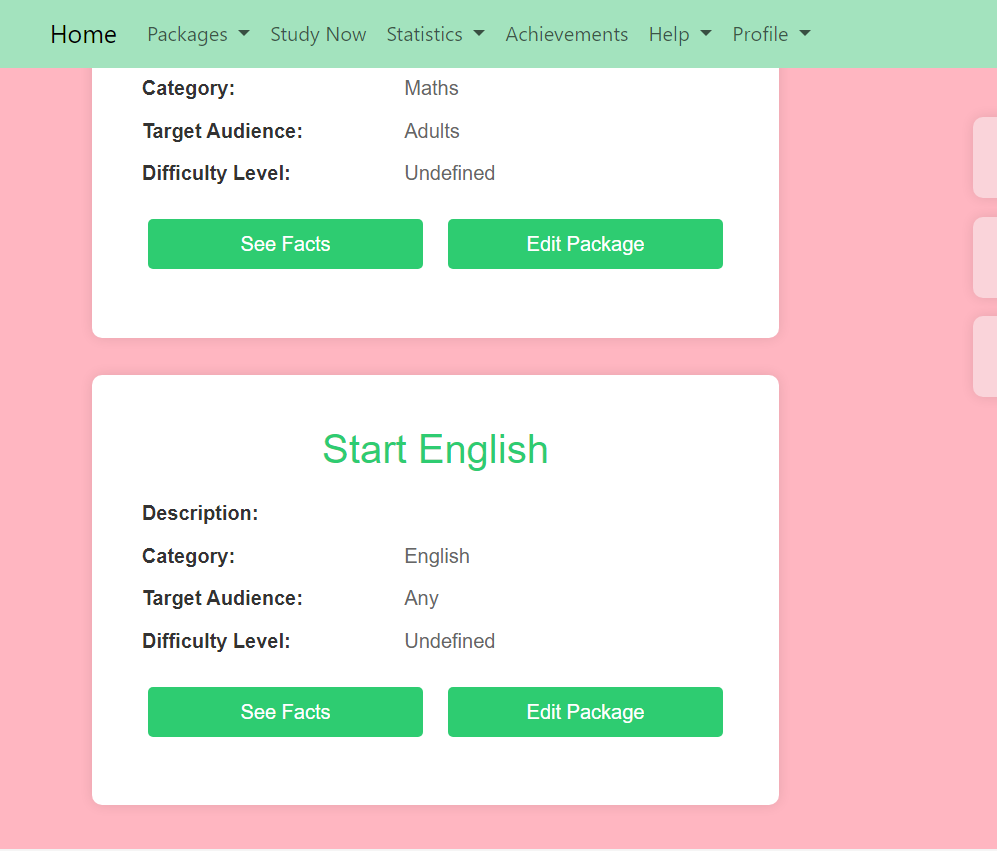 Home Packages Study Now Statistics Achievements Help Profile
Category: Maths
Target Audience: Adults
Difficulty Level: Undefined
See Facts Edit Package
Start English
Description:
Category: English
Target Audience: Any
Difficulty Level: Undefined
See Facts Edit Package